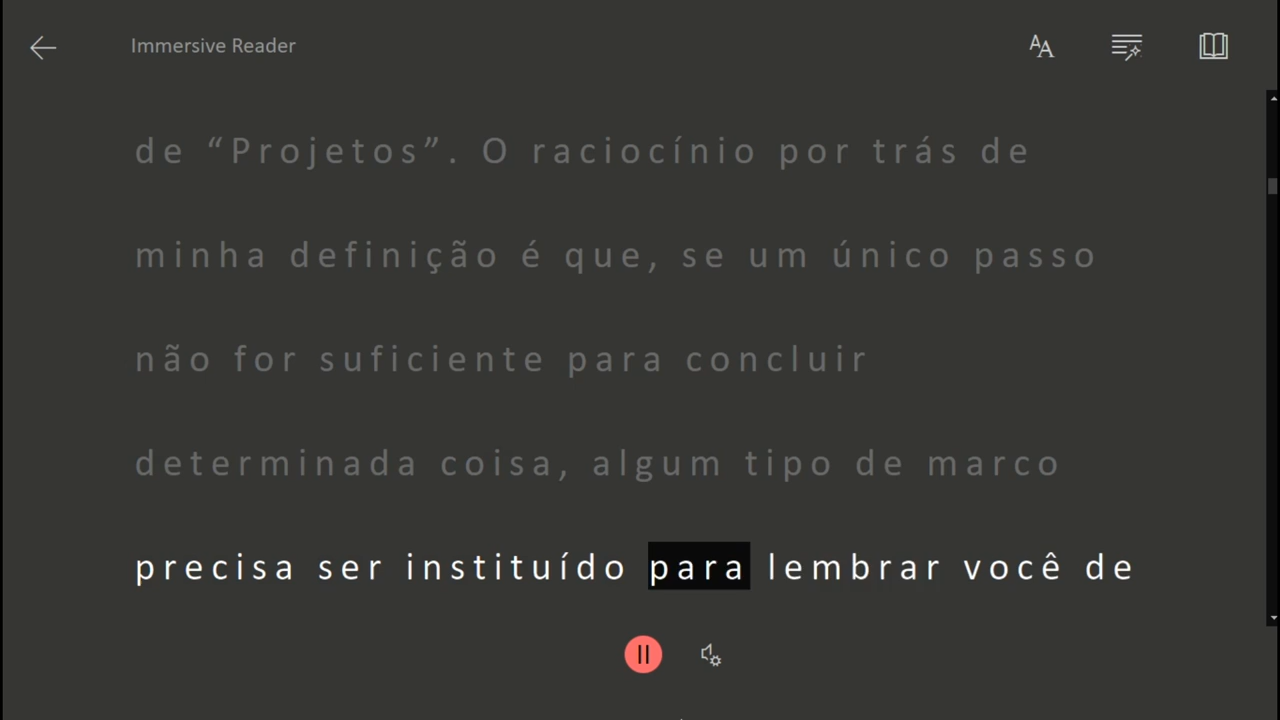 Immersive Reader
de “Projetos”. O raciocínio por trás de
minha definição é que, se um único passo
não for suficiente para concluir
determinada coisa, algum tipo de marco
precisa ser instituído para lembrar você de